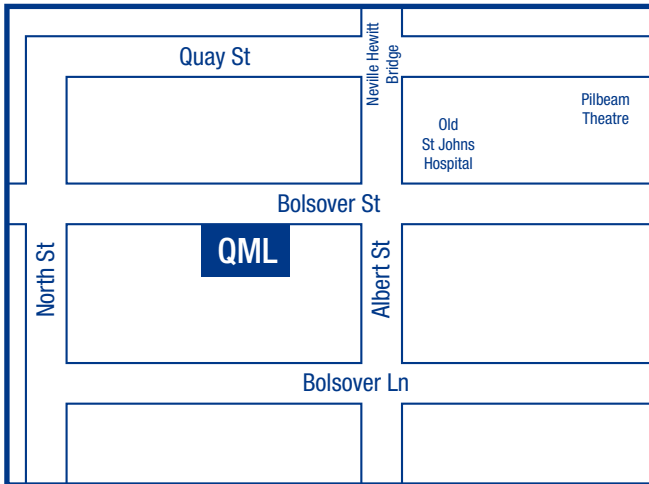 Quay St
Neville Hewitt
Bridge
Pilbeam
Theatre
Old
St Johns
Hospital
Bolsover St
QML
North St
Albert St
Bolsover Ln